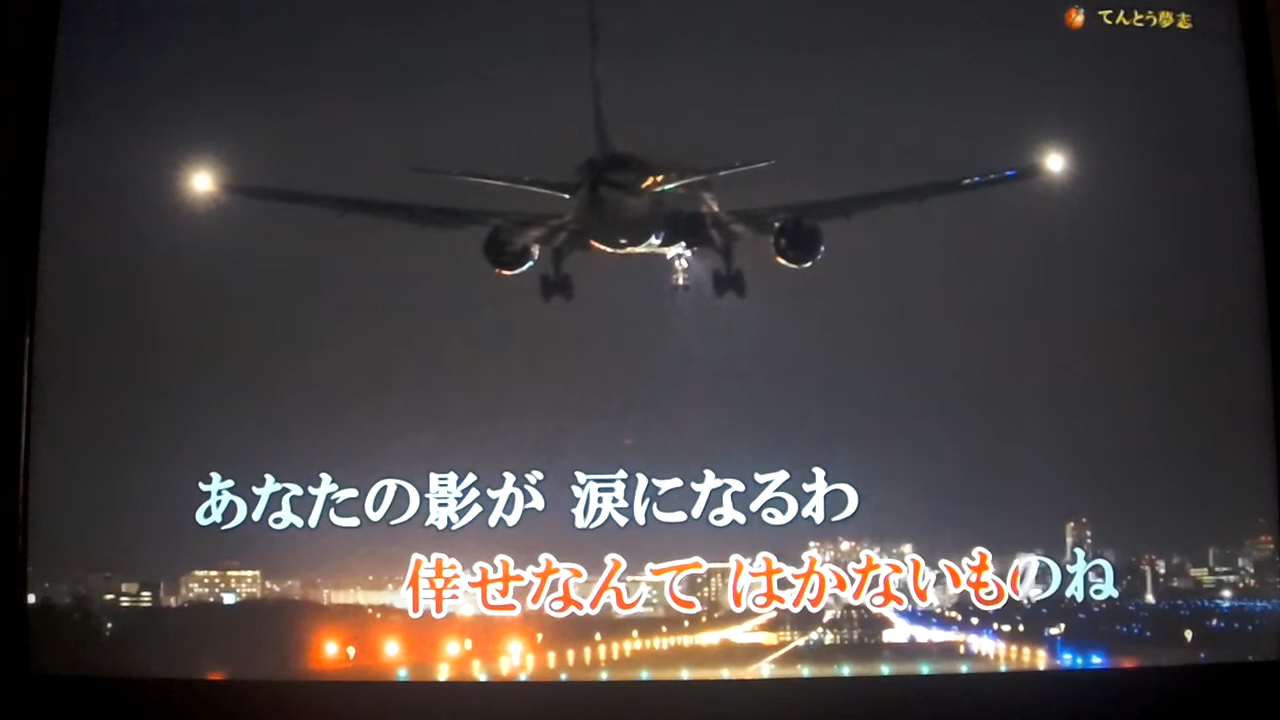 てんとう夢志
あなたの影が 涙になるわ
倖せなんて はかないものね